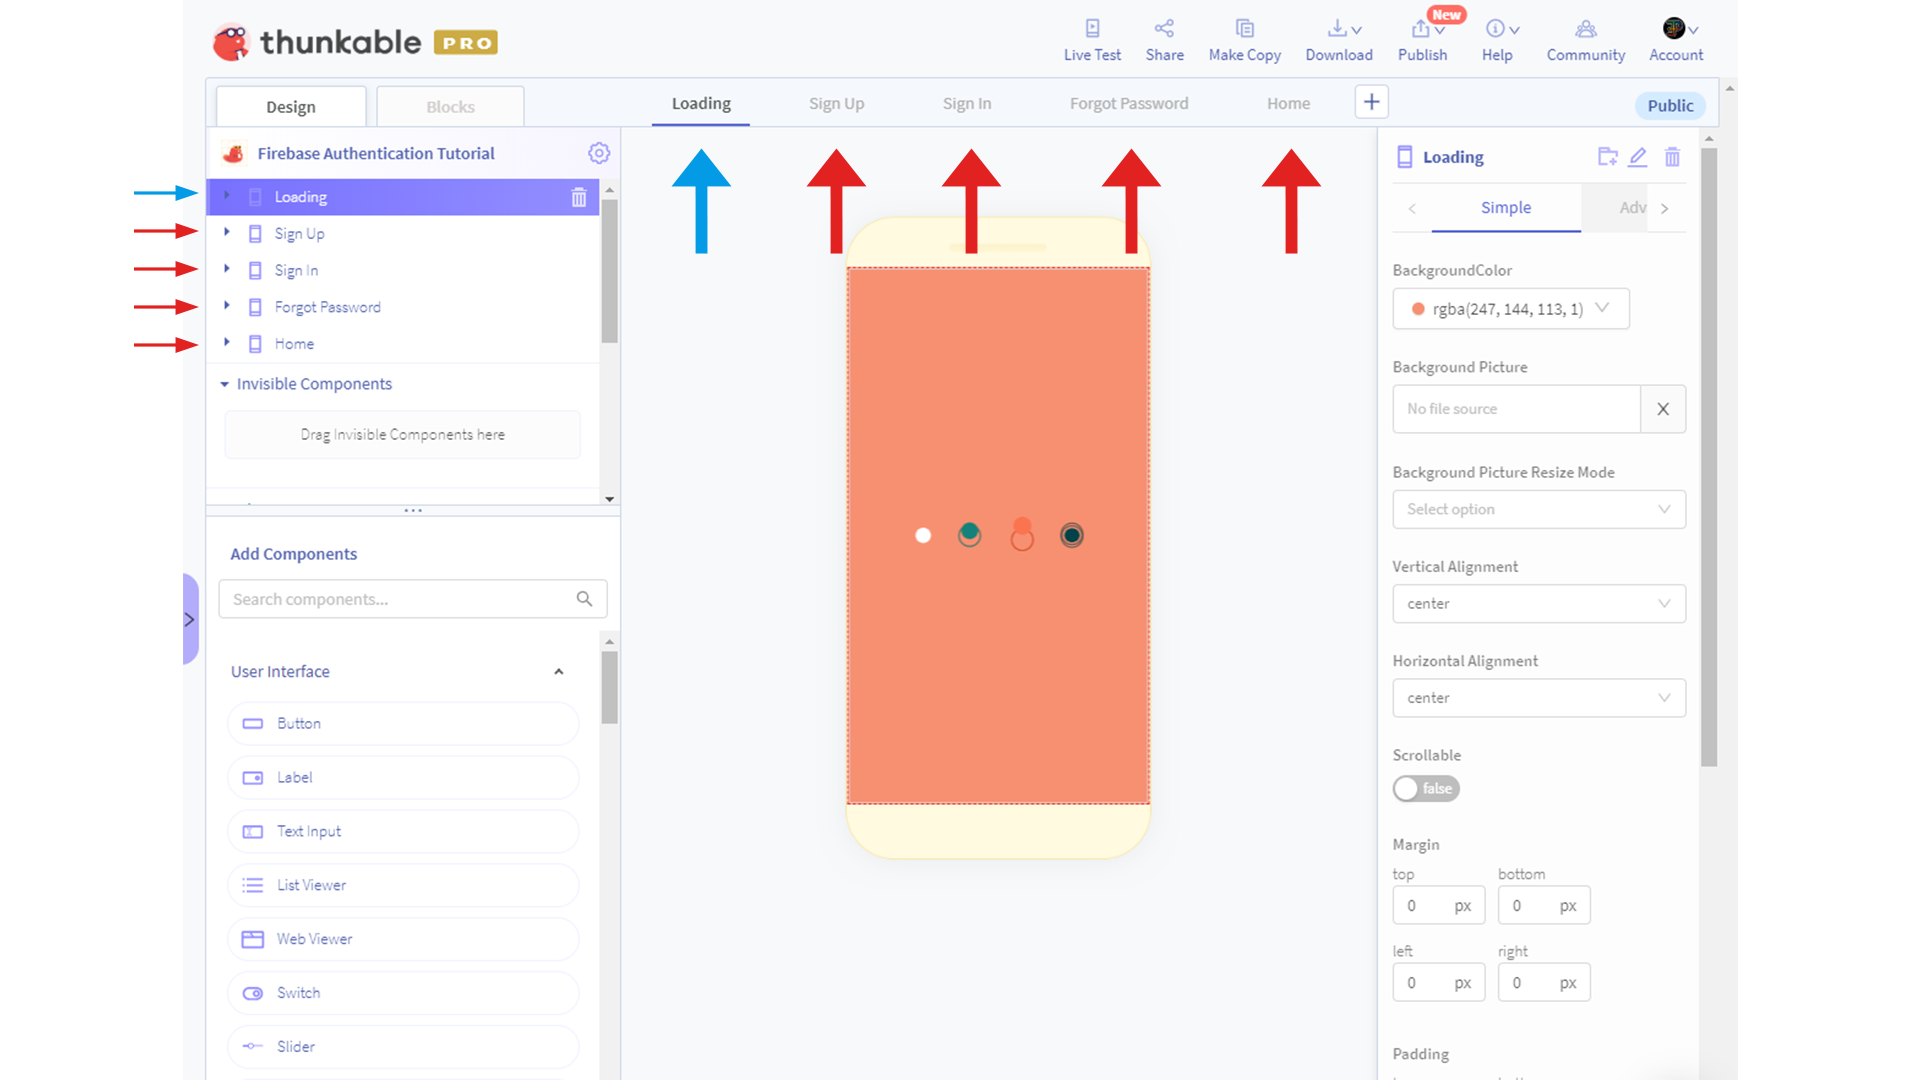 thunkable PRO
New
Live Test
Share
Make Copy
Download
Publish
Help
Community
Account
Design
Blocks
Loading
Sign Up
Sign In
Forgot Password
Home
Public
Firebase Authentication Tutorial
Loading
Sign Up
Sign In
Forgot Password
Home
Invisible Components
Drag Invisible Components here
Add Components
Search components...
User Interface
Button
Label
Text Input
List Viewer
Web Viewer
Switch
Slider
Loading
Simple
Adv
BackgroundColor
rgba(247, 144, 113, 1)
Background Picture
No file source
X
Background Picture Resize Mode
Select option
Vertical Alignment
center
Horizontal Alignment
center
Scrollable
false
Margin
top
bottom
0 px
0 px
left
right
0 px
0 px
Padding